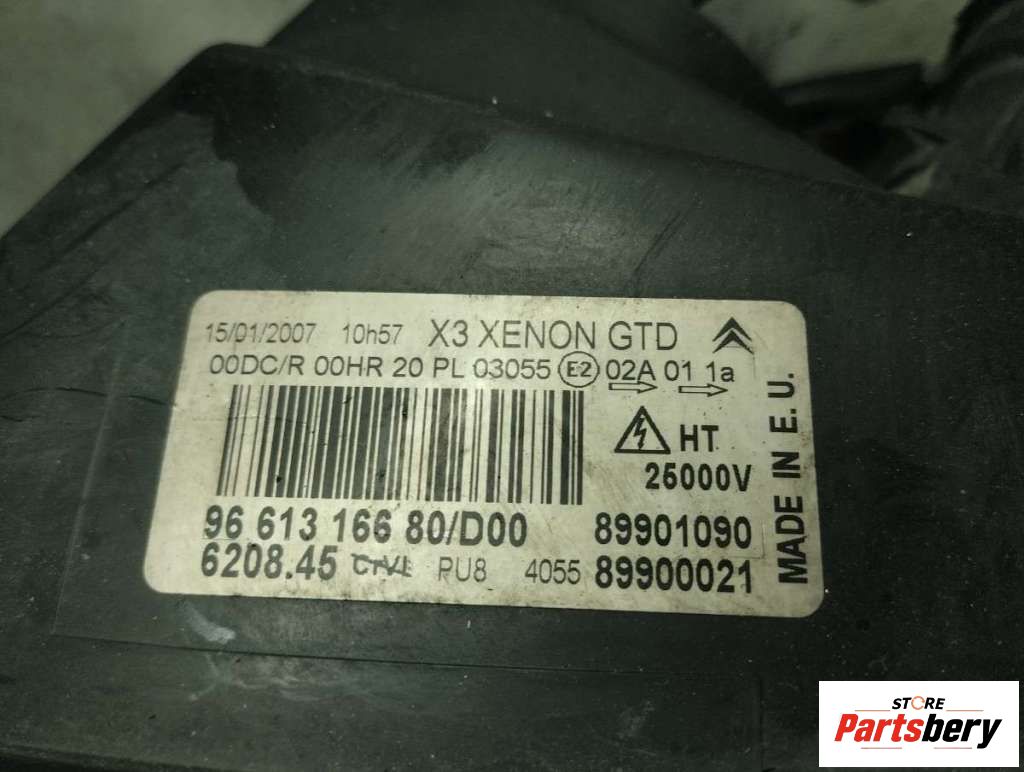 15/01/2007 10h57 X3 XENON GTD
00DC/R 00HR 20 PL 03055 E2 02A 01 1a
HT
25000V
96 613 166 80/D00 89901090
6208.45 PU8 4055 89900021
MADE IN E. U.
STORE
Partsbery